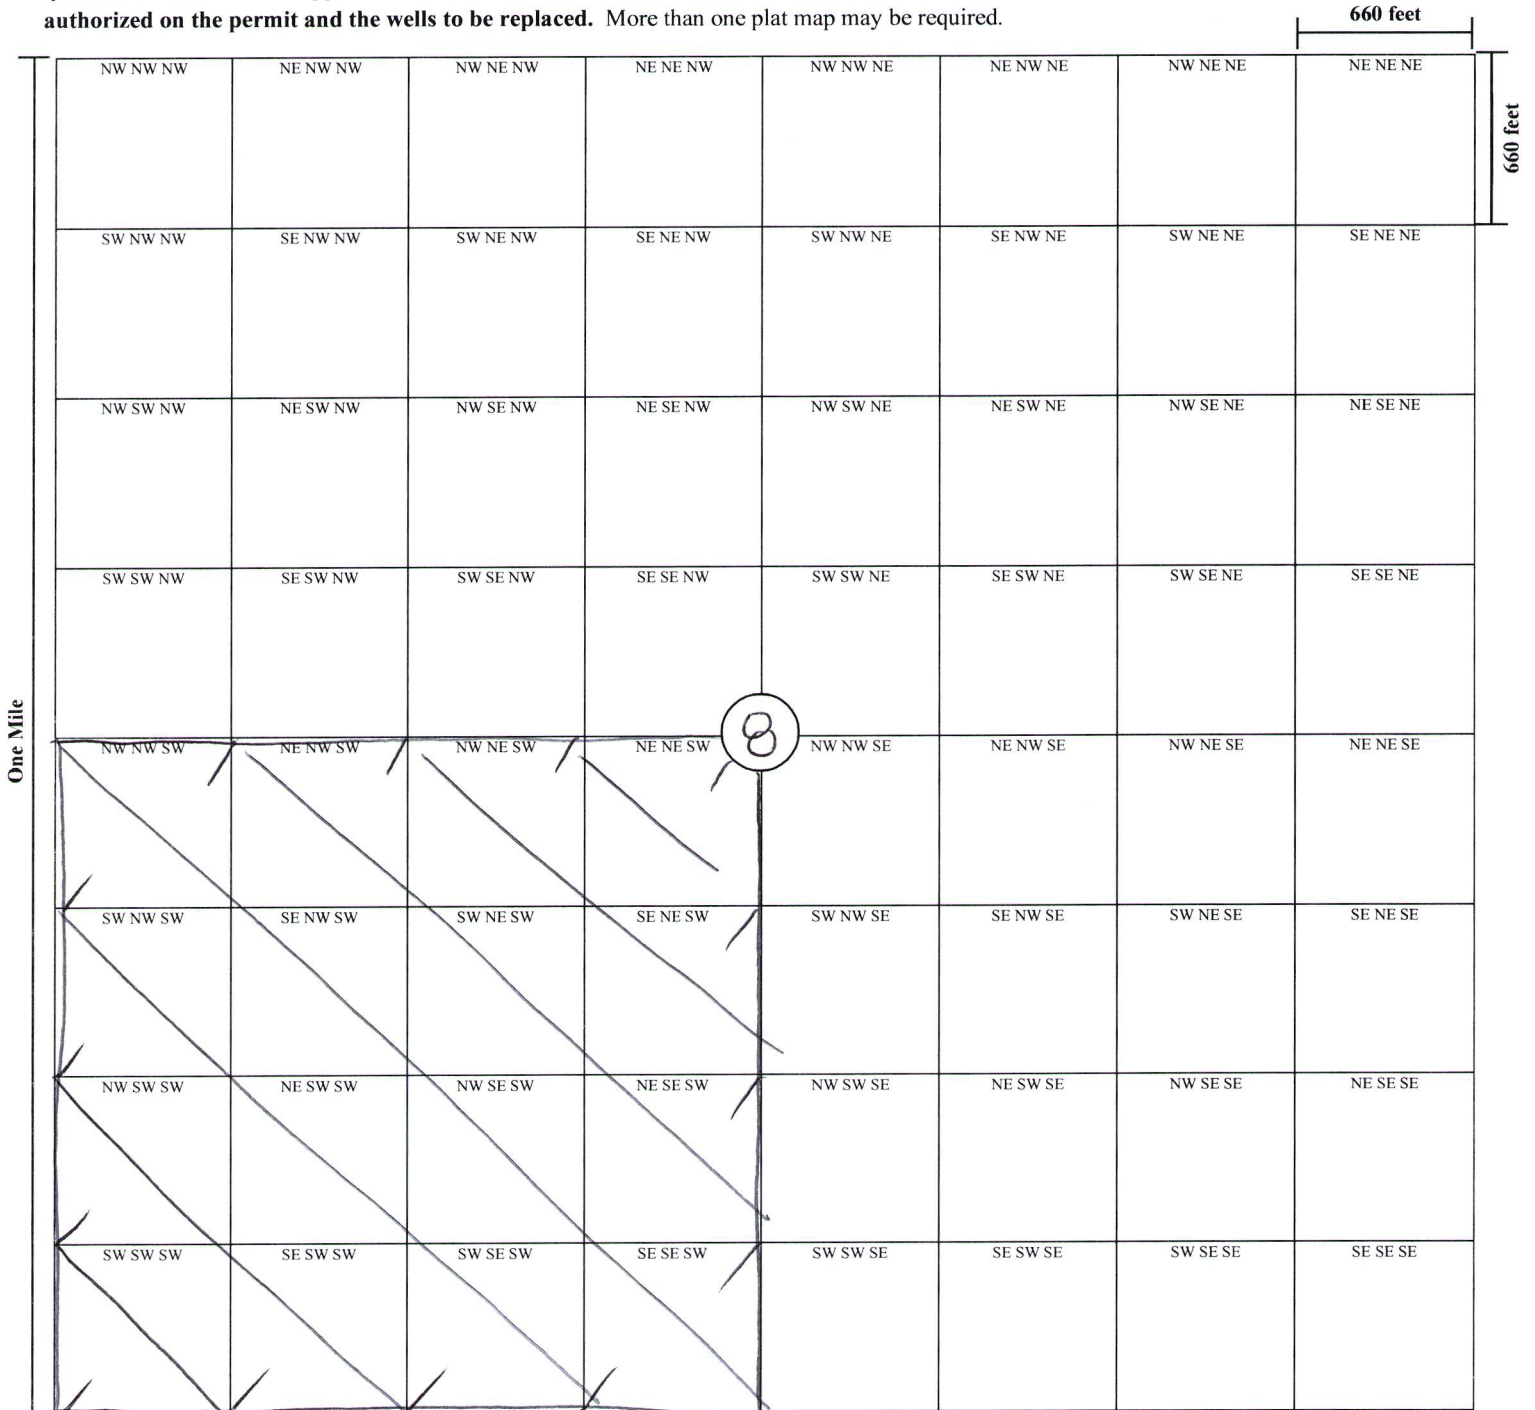 authorized on the permit and the wells to be replaced. More than one plat map may be required.
660 feet
NW NW NW NE NW NW NW NE NW NE NE NW NW NW NE NE NW NE NW NE NE NE NE NE
660 feet
SW NW NW SE NW NW SW NE NW SE NE NW SW NW NE SE NW NE SW NE NE SE NE NE
NW SW NW NE SW NW NW SE NW NE SE NW NW SW NE NE SW NE NW SE NE NE SE NE
SW SW NW SE SW NW SW SE NW SE SE NW SW SW NE SE SW NE SW SE NE SE SE NE
One Mile
8
NW NW SW NE NW SW NW NE SW NE NE SW NW NW SE NE NW SE NW NE SE NE NE SE
SW NW SW SE NW SW SW NE SW SE NE SW SW NW SE SE NW SE SW NE SE SE NE SE
NW SW SW NE SW SW NW SE SW NE SE SW NW SW SE NE SW SE NW SE SE NE SE SE
SW SW SW SE SW SW SW SE SW SE SE SW SW SW SE SE SW SE SW SE SE SE SE SE